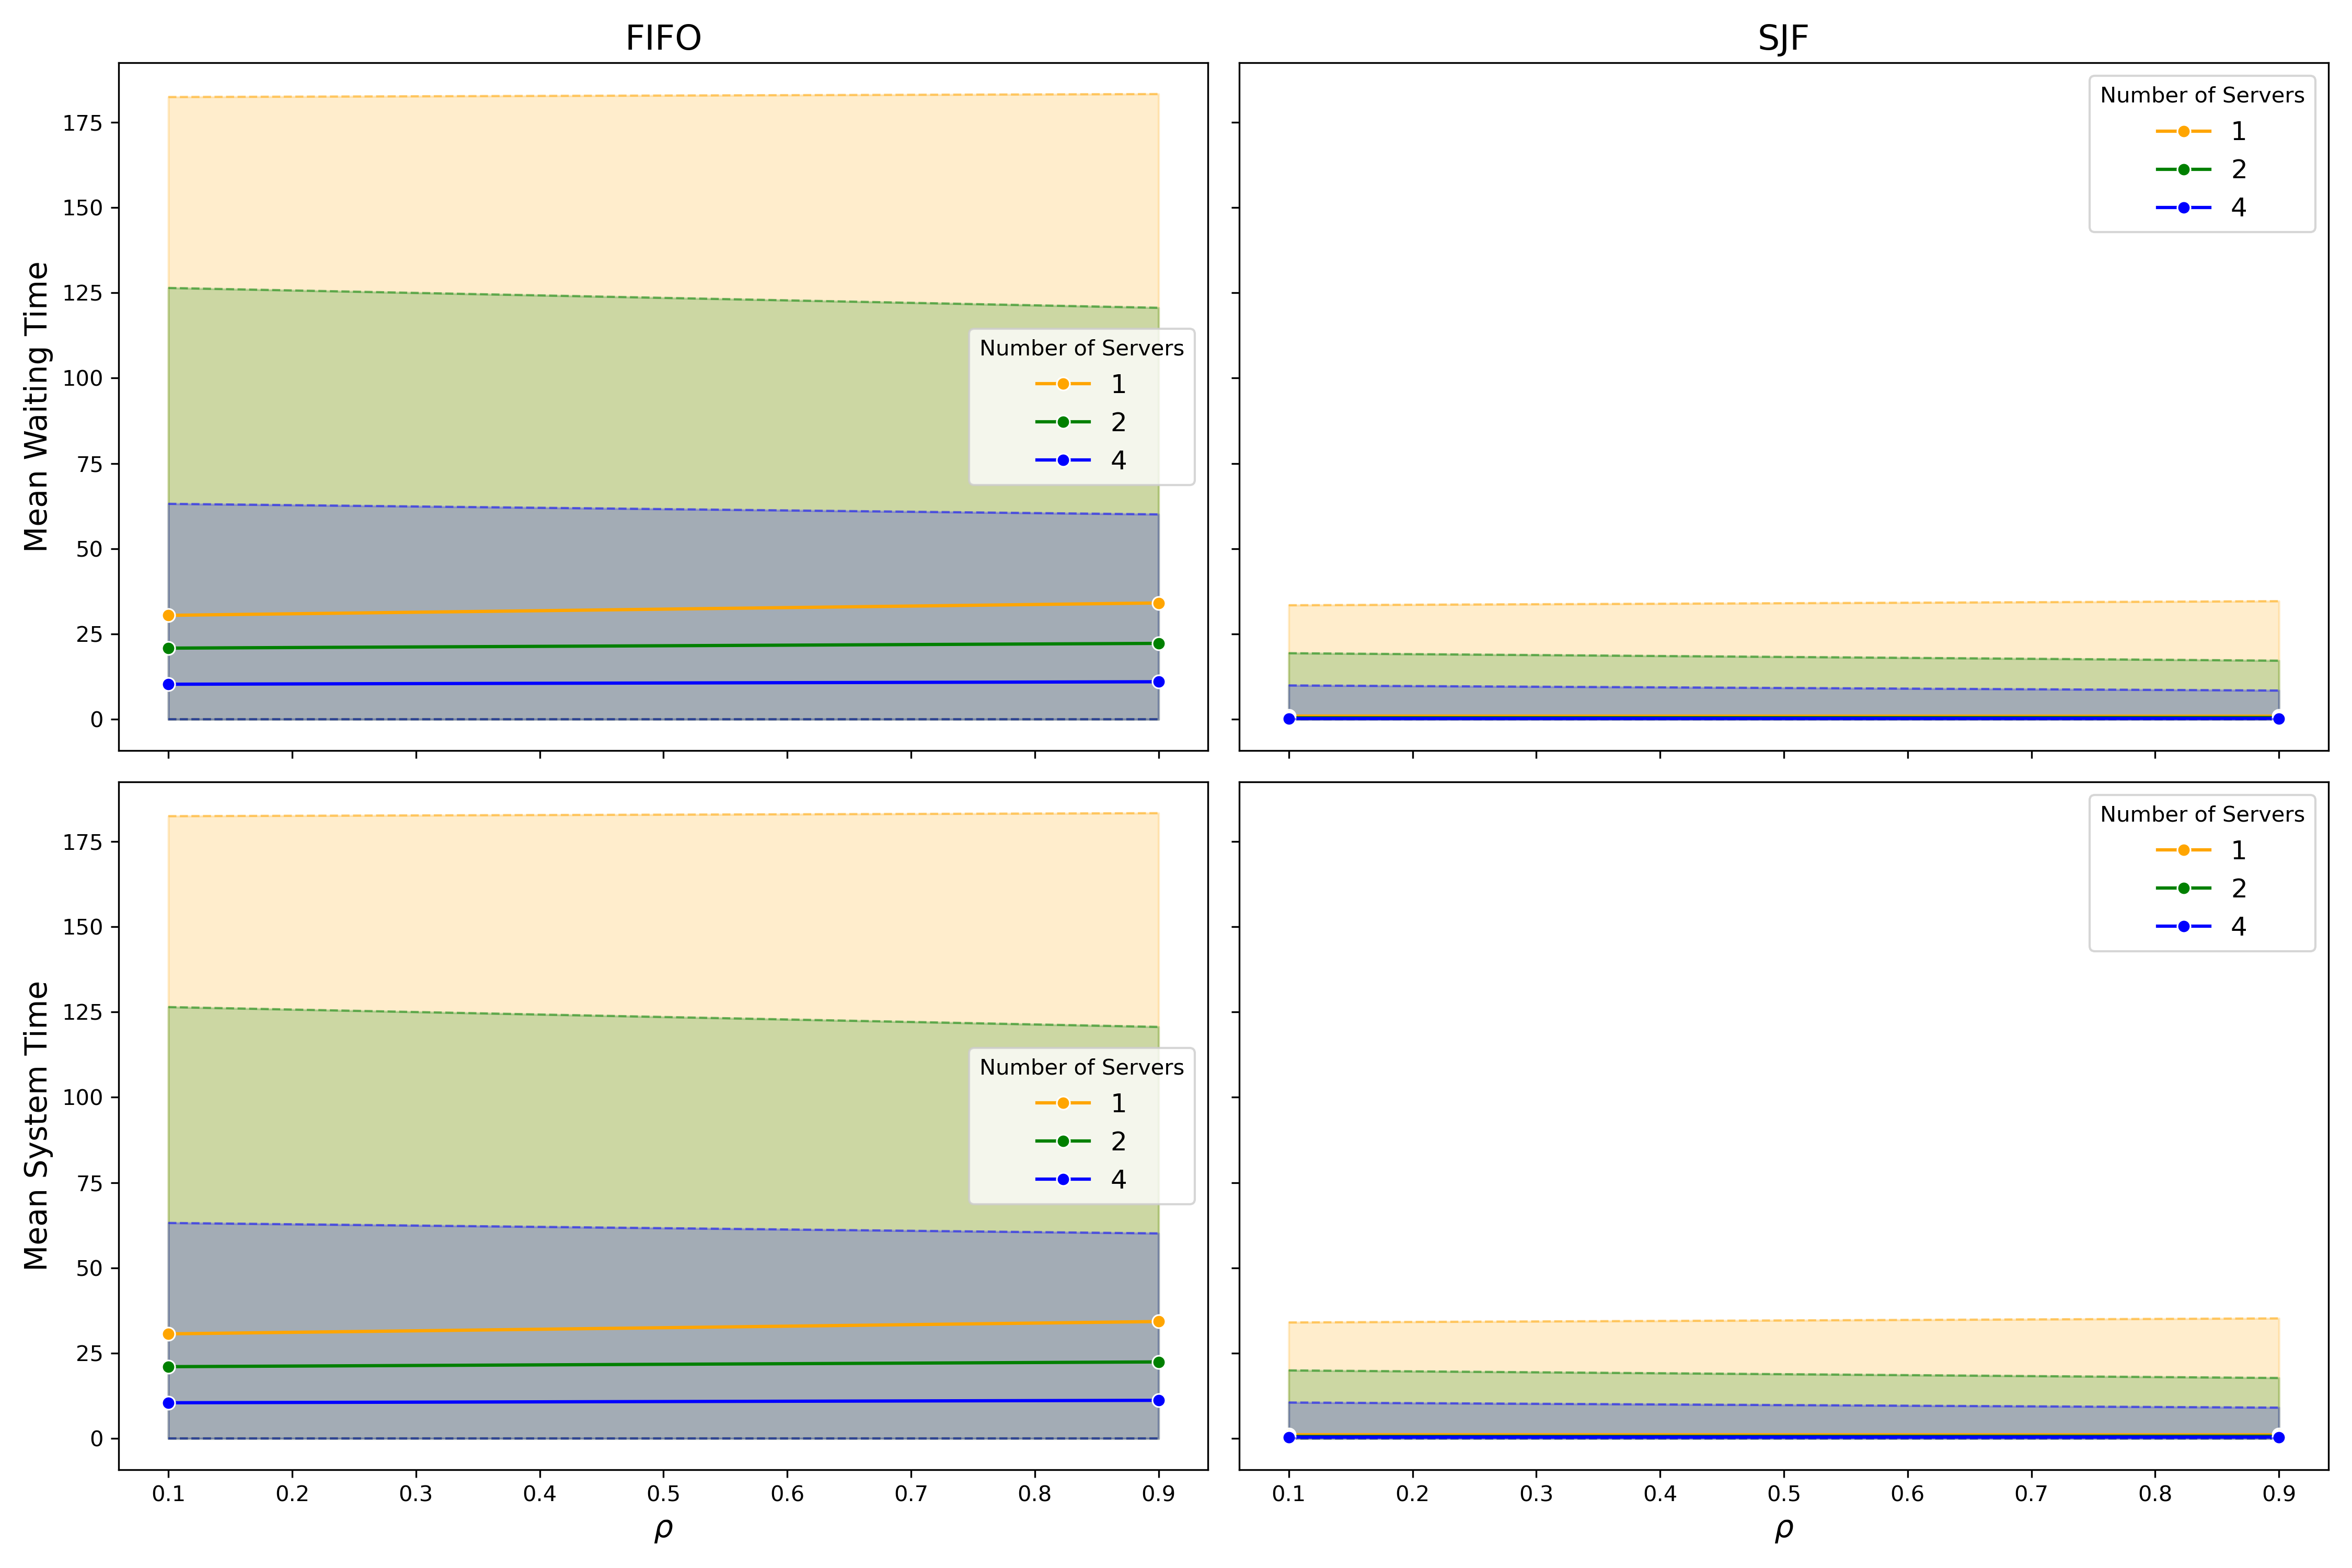 FIFO
SJF
Mean Waiting Time
175
150
125
100
75
50
25
0
Number of Servers
1
2
4
Number of Servers
1
2
4
Mean System Time
175
150
125
100
75
50
25
0
Number of Servers
1
2
4
Number of Servers
1
2
4
0.1 0.2 0.3 0.4 0.5 0.6 0.7 0.8 0.9
ρ
0.1 0.2 0.3 0.4 0.5 0.6 0.7 0.8 0.9
ρ